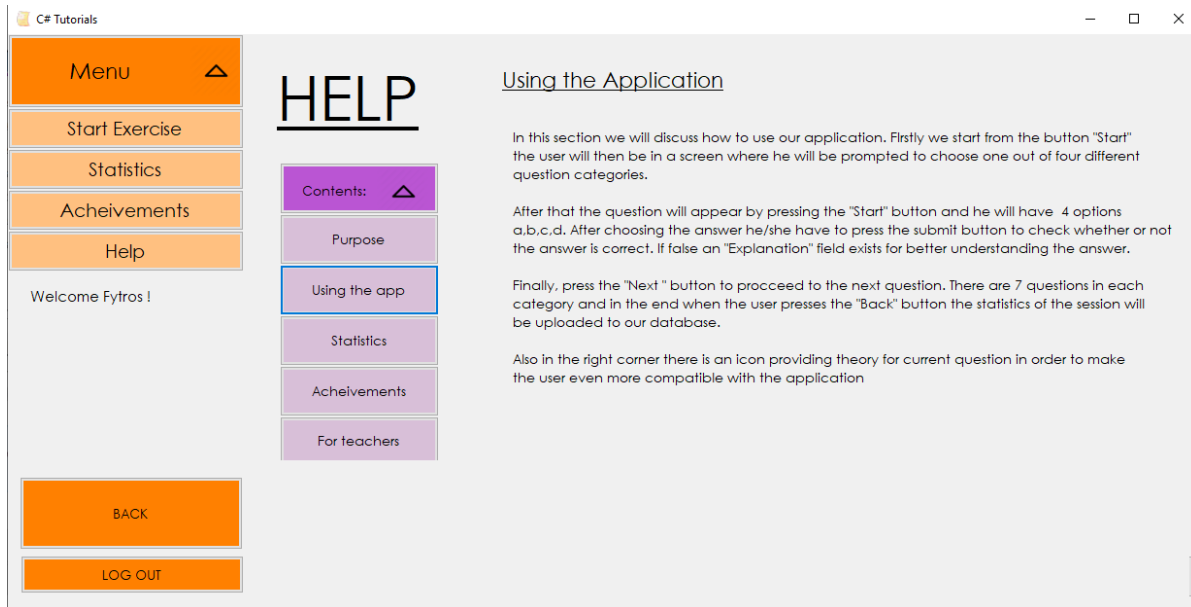 C# Tutorials
Menu
Start Exercise
Statistics
Acheivements
Help
Welcome Fytros !
BACK
LOG OUT
HELP
Contents:
Purpose
Using the app
Statistics
Acheivements
For teachers
Using the Application
In this section we will discuss how to use our application. FIrstly we start from the button "Start"
the user will then be in a screen where he will be prompted to choose one out of four different
question categories.
After that the question will appear by pressing the "Start" button and he will have  4 options
a,b,c,d. After choosing the answer he/she have to press the submit button to check whether or not
the answer is correct. If false an "Explanation" field exists for better understanding the answer.
Finally, press the "Next " button to procceed to the next question. There are 7 questions in each
category and in the end when the user presses the "Back" button the statistics of the session will
be uploaded to our database.
Also in the right corner there is an icon providing theory for current question in order to make
the user even more compatible with the application